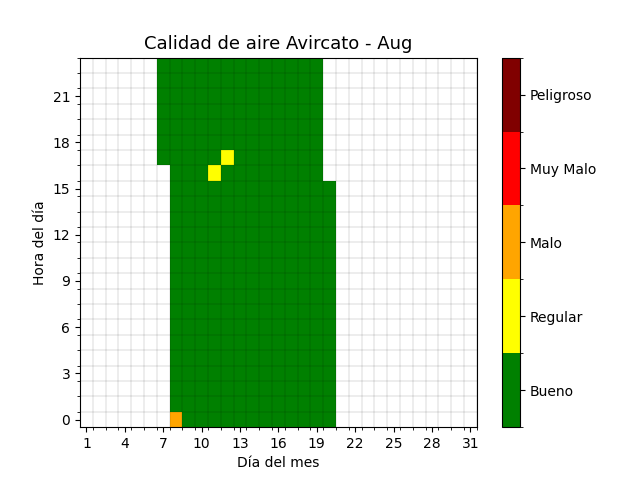 Calidad de aire Avircato - Aug
Hora del día
21
18
15
12
9
6
3
0
1 4 7 10 13 16 19 22 25 28 31
Día del mes
Peligroso
Muy Malo
Malo
Regular
Bueno